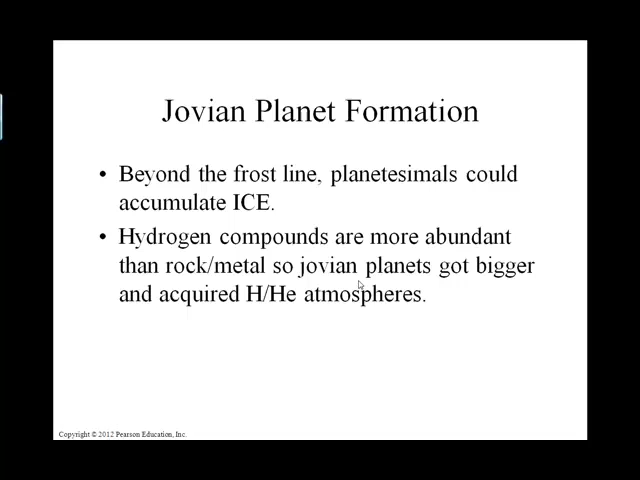 Jovian Planet Formation
• Beyond the frost line, planetesimals could
accumulate ICE.
• Hydrogen compounds are more abundant
than rock/metal so jovian planets got bigger
and acquired H/He atmospheres.
Copyright © 2012 Pearson Education, Inc.